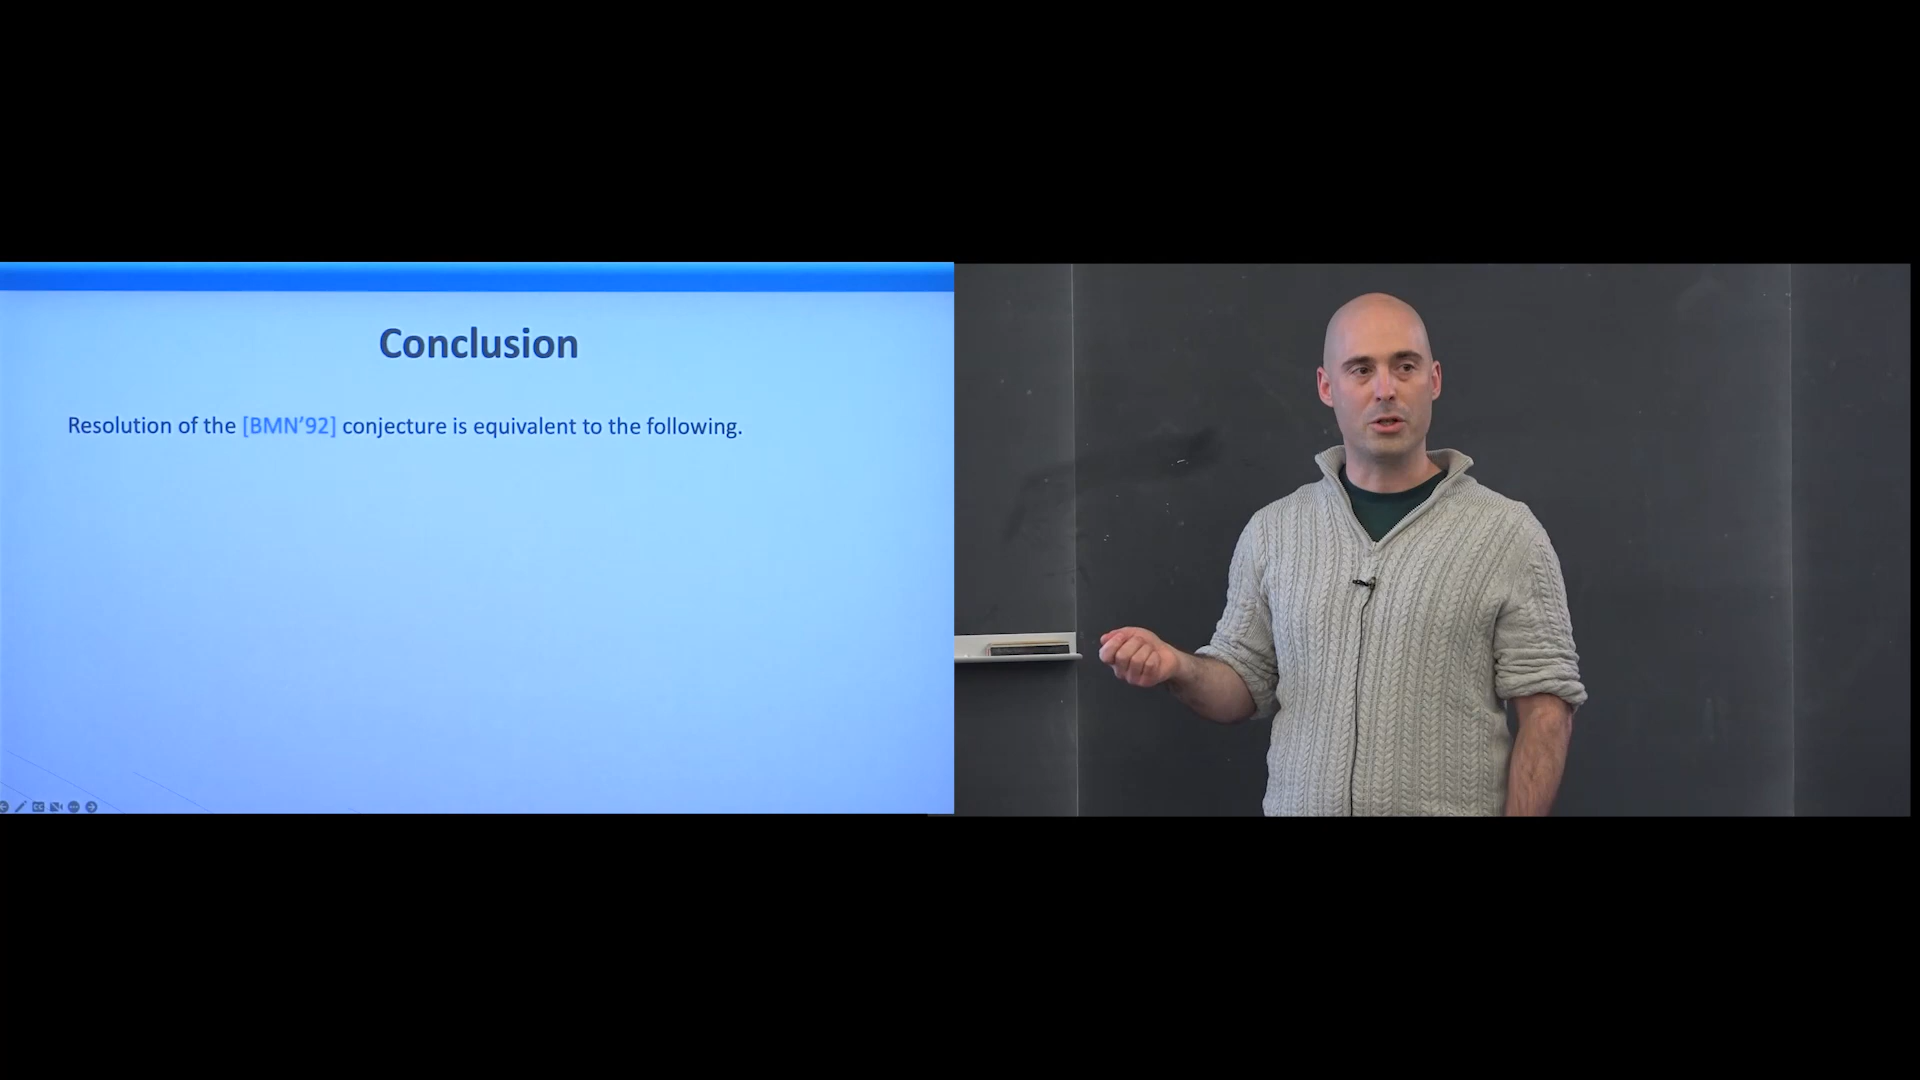 Conclusion
Resolution of the [BMN’92] conjecture is equivalent to the following.